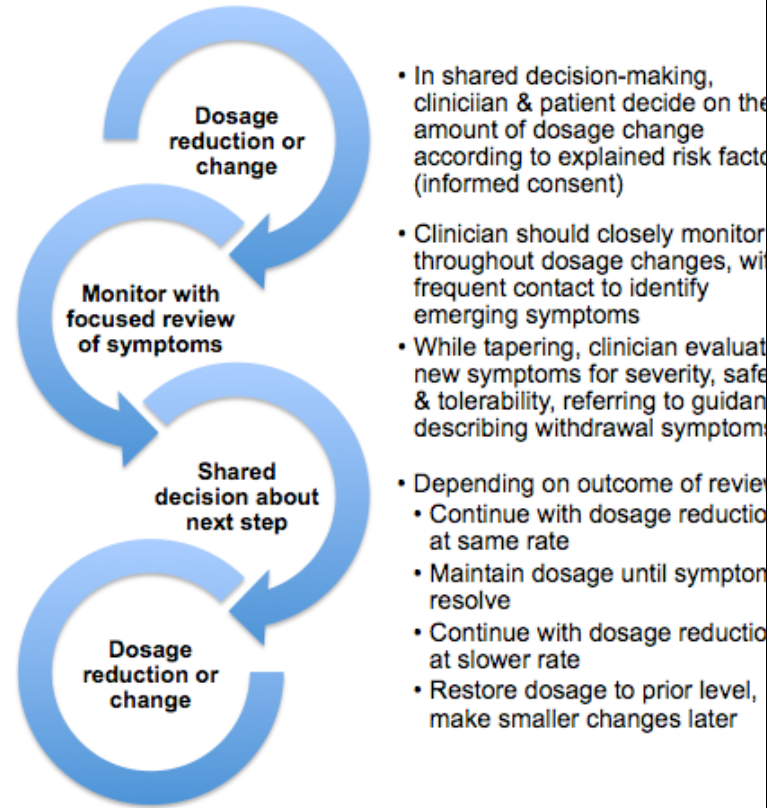 Dosage
reduction or
change
• In shared decision-making,
cliniciian & patient decide on the
amount of dosage change
according to explained risk facto
(informed consent)
Monitor with
focused review
of symptoms
• Clinician should closely monitor
throughout dosage changes, wit
frequent contact to identify
emerging symptoms
• While tapering, clinician evaluat
new symptoms for severity, safe
& tolerability, referring to guidan
describing withdrawal symptoms
Shared
decision about
next step
• Depending on outcome of review
• Continue with dosage reductio
at same rate
• Maintain dosage until symptom
resolve
• Continue with dosage reductio
at slower rate
• Restore dosage to prior level,
make smaller changes later
Dosage
reduction or
change